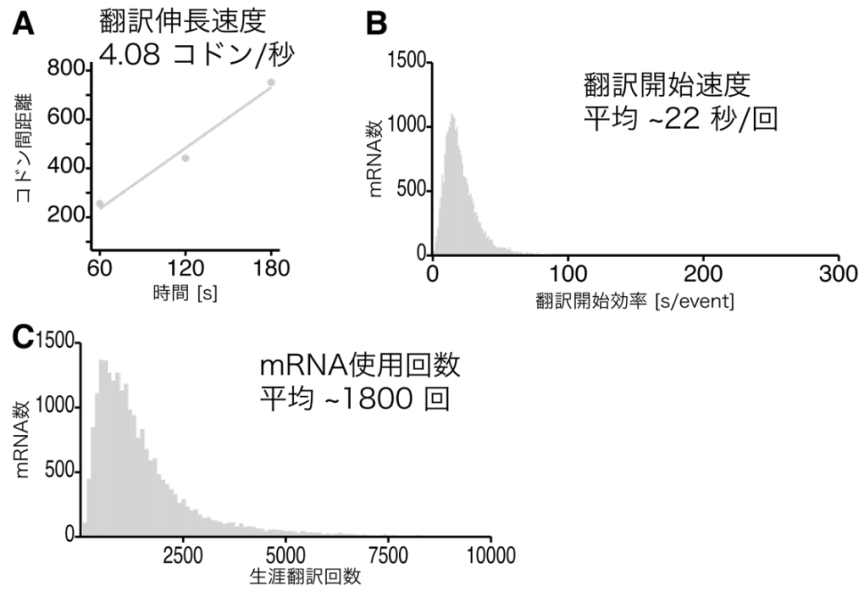 A
翻訳伸長速度
4.08 コドン/秒
800
600
400
200
コドン間距離
60
120
180
時間 [s]
B
1500
1000
500
0
mRNA数
翻訳開始速度
平均 ~22 秒/回
0
100
200
300
翻訳開始効率 [s/event]
C
1500
1000
500
0
mRNA数
mRNA使用回数
平均 ~1800 回
2500
5000
7500
10000
生涯翻訳回数